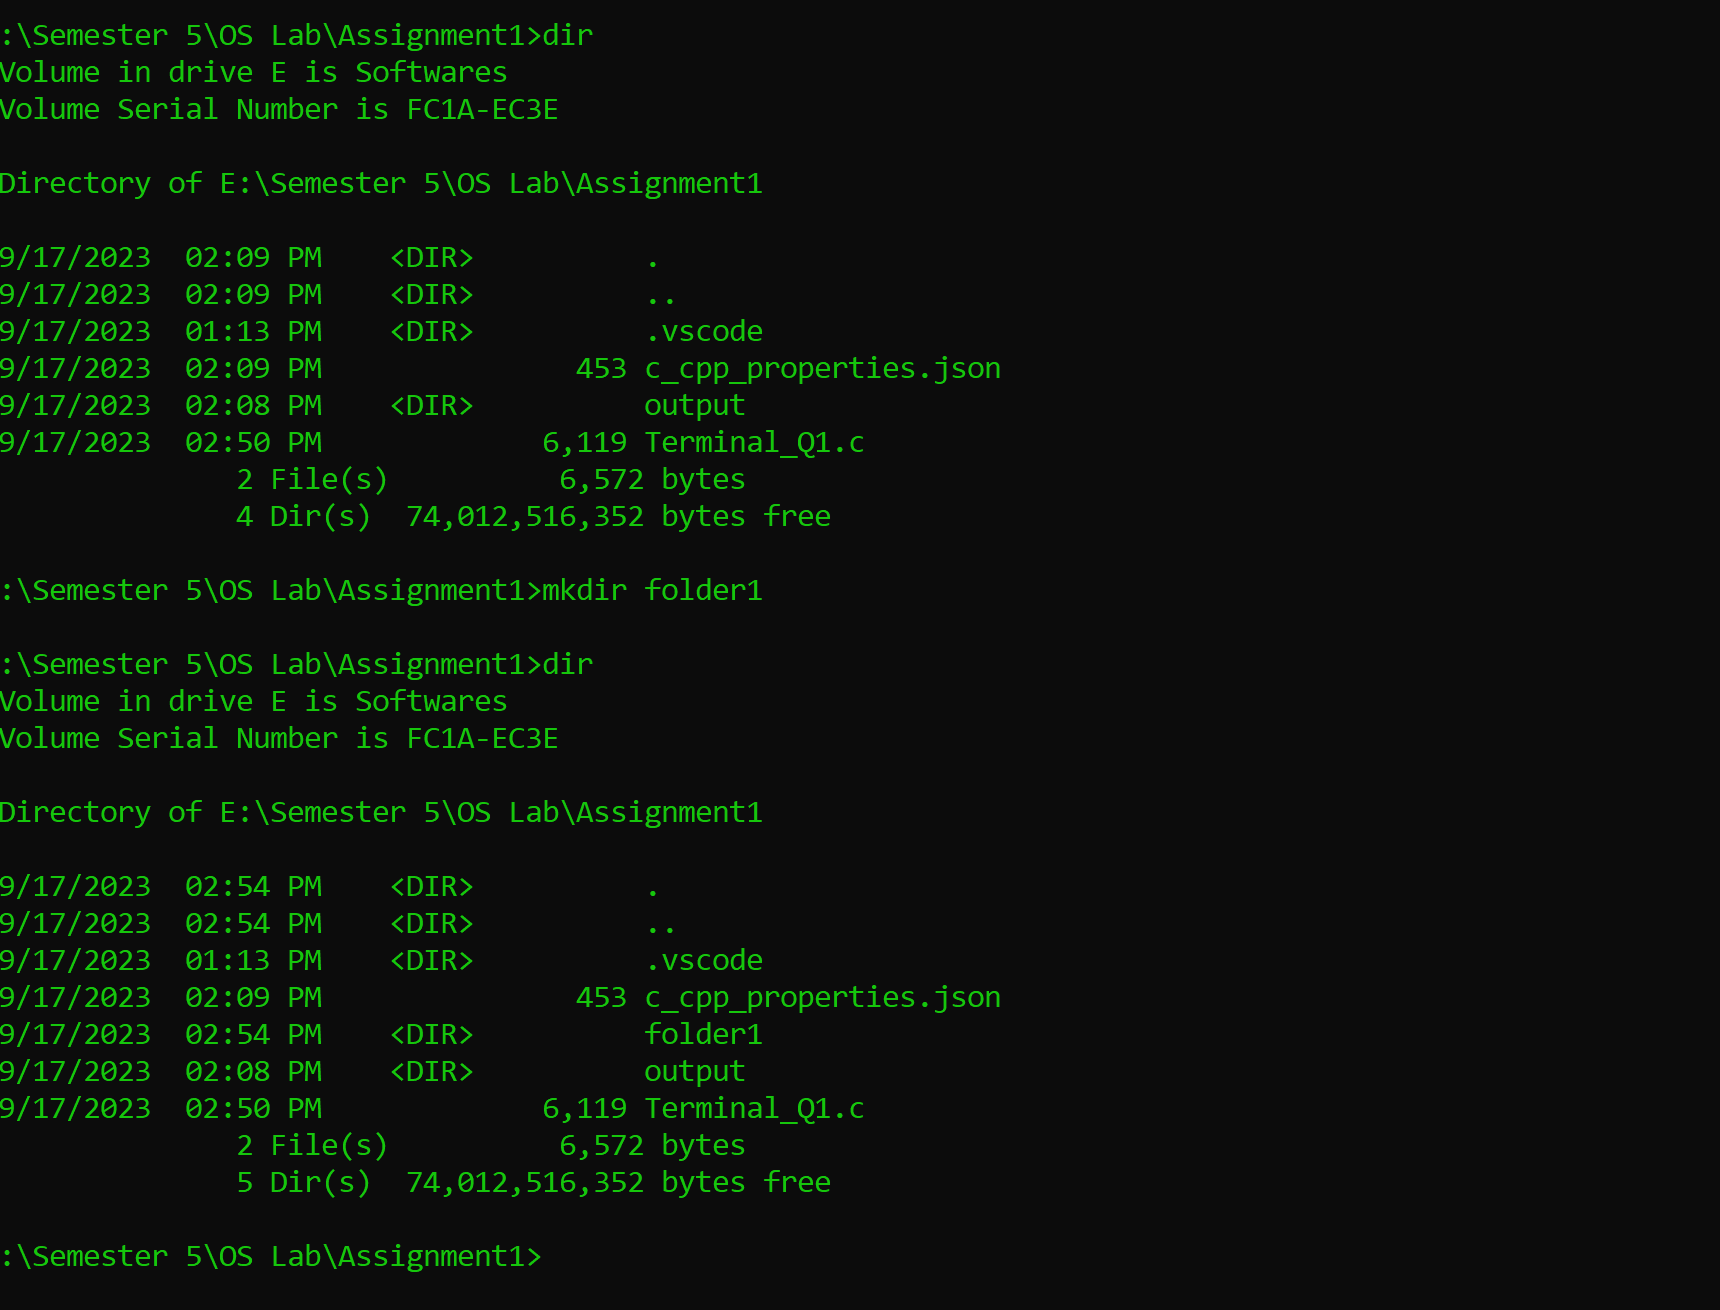 :\Semester 5\OS Lab\Assignment1>dir
Volume in drive E is Softwares
Volume Serial Number is FC1A-EC3E
Directory of E:\Semester 5\OS Lab\Assignment1
9/17/2023  02:09 PM    <DIR>          .
9/17/2023  02:09 PM    <DIR>          ..
9/17/2023  01:13 PM    <DIR>          .vscode
9/17/2023  02:09 PM               453 c_cpp_properties.json
9/17/2023  02:08 PM    <DIR>          output
9/17/2023  02:50 PM             6,119 Terminal_Q1.c
              2 File(s)          6,572 bytes
              4 Dir(s)  74,012,516,352 bytes free
:\Semester 5\OS Lab\Assignment1>mkdir folder1
:\Semester 5\OS Lab\Assignment1>dir
Volume in drive E is Softwares
Volume Serial Number is FC1A-EC3E
Directory of E:\Semester 5\OS Lab\Assignment1
9/17/2023  02:54 PM    <DIR>          .
9/17/2023  02:54 PM    <DIR>          ..
9/17/2023  01:13 PM    <DIR>          .vscode
9/17/2023  02:09 PM               453 c_cpp_properties.json
9/17/2023  02:54 PM    <DIR>          folder1
9/17/2023  02:08 PM    <DIR>          output
9/17/2023  02:50 PM             6,119 Terminal_Q1.c
              2 File(s)          6,572 bytes
              5 Dir(s)  74,012,516,352 bytes free
:\Semester 5\OS Lab\Assignment1>